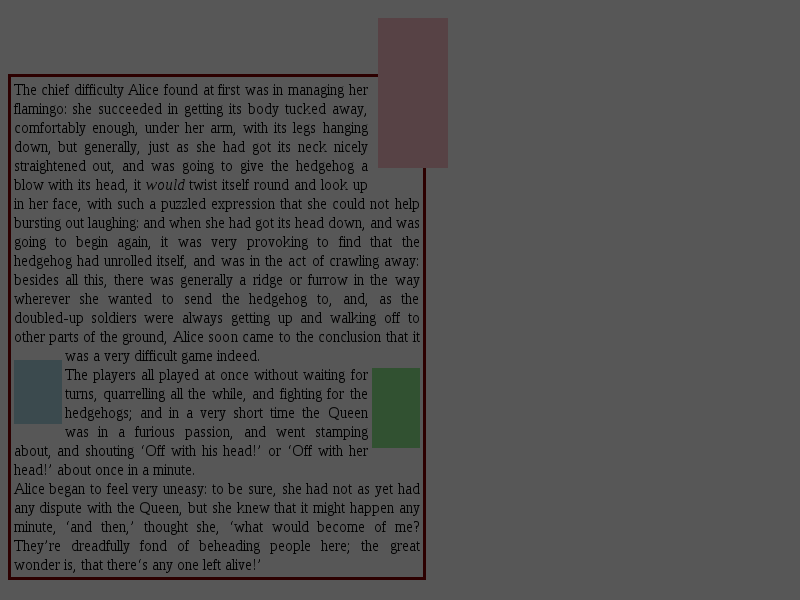 The chief difficulty Alice found at first was in managing her
flamingo: she succeeded in getting its body tucked away,
comfortably enough, under her arm, with its legs hanging
down, but generally, just as she had got its neck nicely
straightened out, and was going to give the hedgehog a
blow with its head, it would twist itself round and look up
in her face, with such a puzzled expression that she could not help
bursting out laughing: and when she had got its head down, and was
going to begin again, it was very provoking to find that the
hedgehog had unrolled itself, and was in the act of crawling away:
besides all this, there was generally a ridge or furrow in the way
wherever she wanted to send the hedgehog to, and, as the
doubled-up soldiers were always getting up and walking off to
other parts of the ground, Alice soon came to the conclusion that it
was a very difficult game indeed.
The players all played at once without waiting for
turns, quarrelling all the while, and fighting for the
hedgehogs; and in a very short time the Queen
was in a furious passion, and went stamping
about, and shouting ‘Off with his head!’ or ‘Off with her
head!’ about once in a minute.
Alice began to feel very uneasy: to be sure, she had not as yet had
any dispute with the Queen, but she knew that it might happen any
minute, ‘and then,’ thought she, ‘what would become of me?
They’re dreadfully fond of beheading people here; the great
wonder is, that there’s any one left alive!’